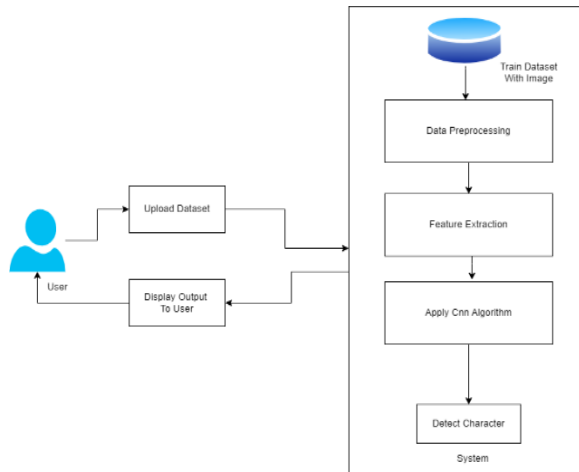 Train Dataset
With Image
Data Preprocessing
Feature Extraction
Apply Cnn Algorithm
Detect Character
System
Upload Dataset
Display Output
To User
User